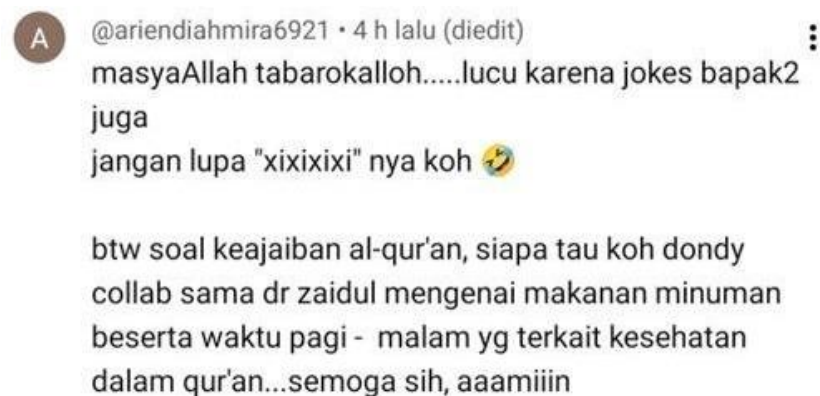 A
@ariendiahmira6921 • 4 h lalu (diedit)
masyaAllah tabarokalloh.....lucu karena jokes bapak2
juga
jangan lupa "xixixixi" nya koh 🤣
btw soal keajaiban al-qur'an, siapa tau koh dondy
collab sama dr zaidul mengenai makanan minuman
beserta waktu pagi - malam yg terkait kesehatan
dalam qur'an...semoga sih, aaamiiin